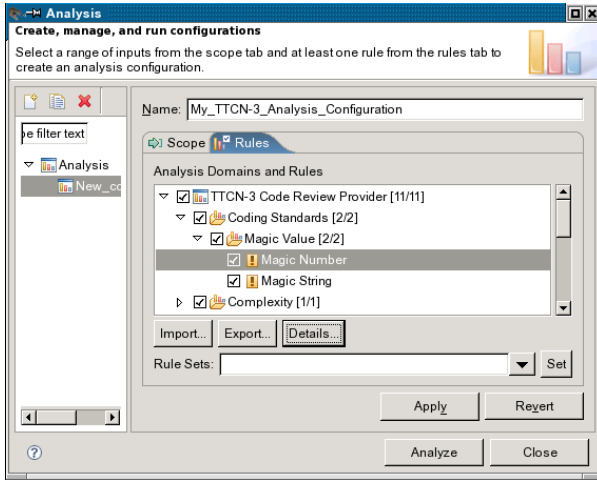 Analysis
Create, manage, and run configurations
Select a range of inputs from the scope tab and at least one rule from the rules tab to
create an analysis configuration.
Name: My_TTCN-3_Analysis_Configuration
pe filter text
Scope Rules
Analysis
Analysis Domains and Rules
New_co
TTCN-3 Code Review Provider [11/11]
Coding Standards [2/2]
Magic Value [2/2]
Magic Number
Magic String
Complexity [1/1]
Import... Export... Details...
Rule Sets: Set
Apply Revert
Analyze Close